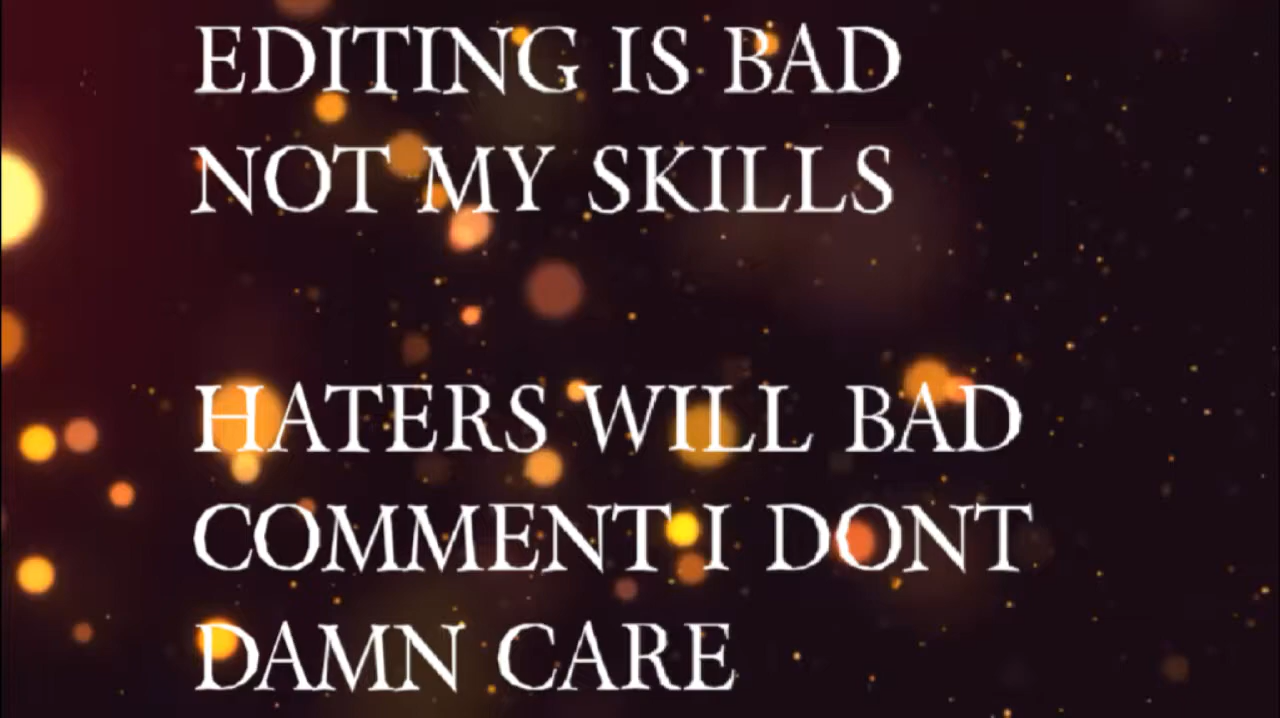 EDITING IS BAD
NOT MY SKILLS
HATERS WILL BAD
COMMENT I DONT
DAMN CARE